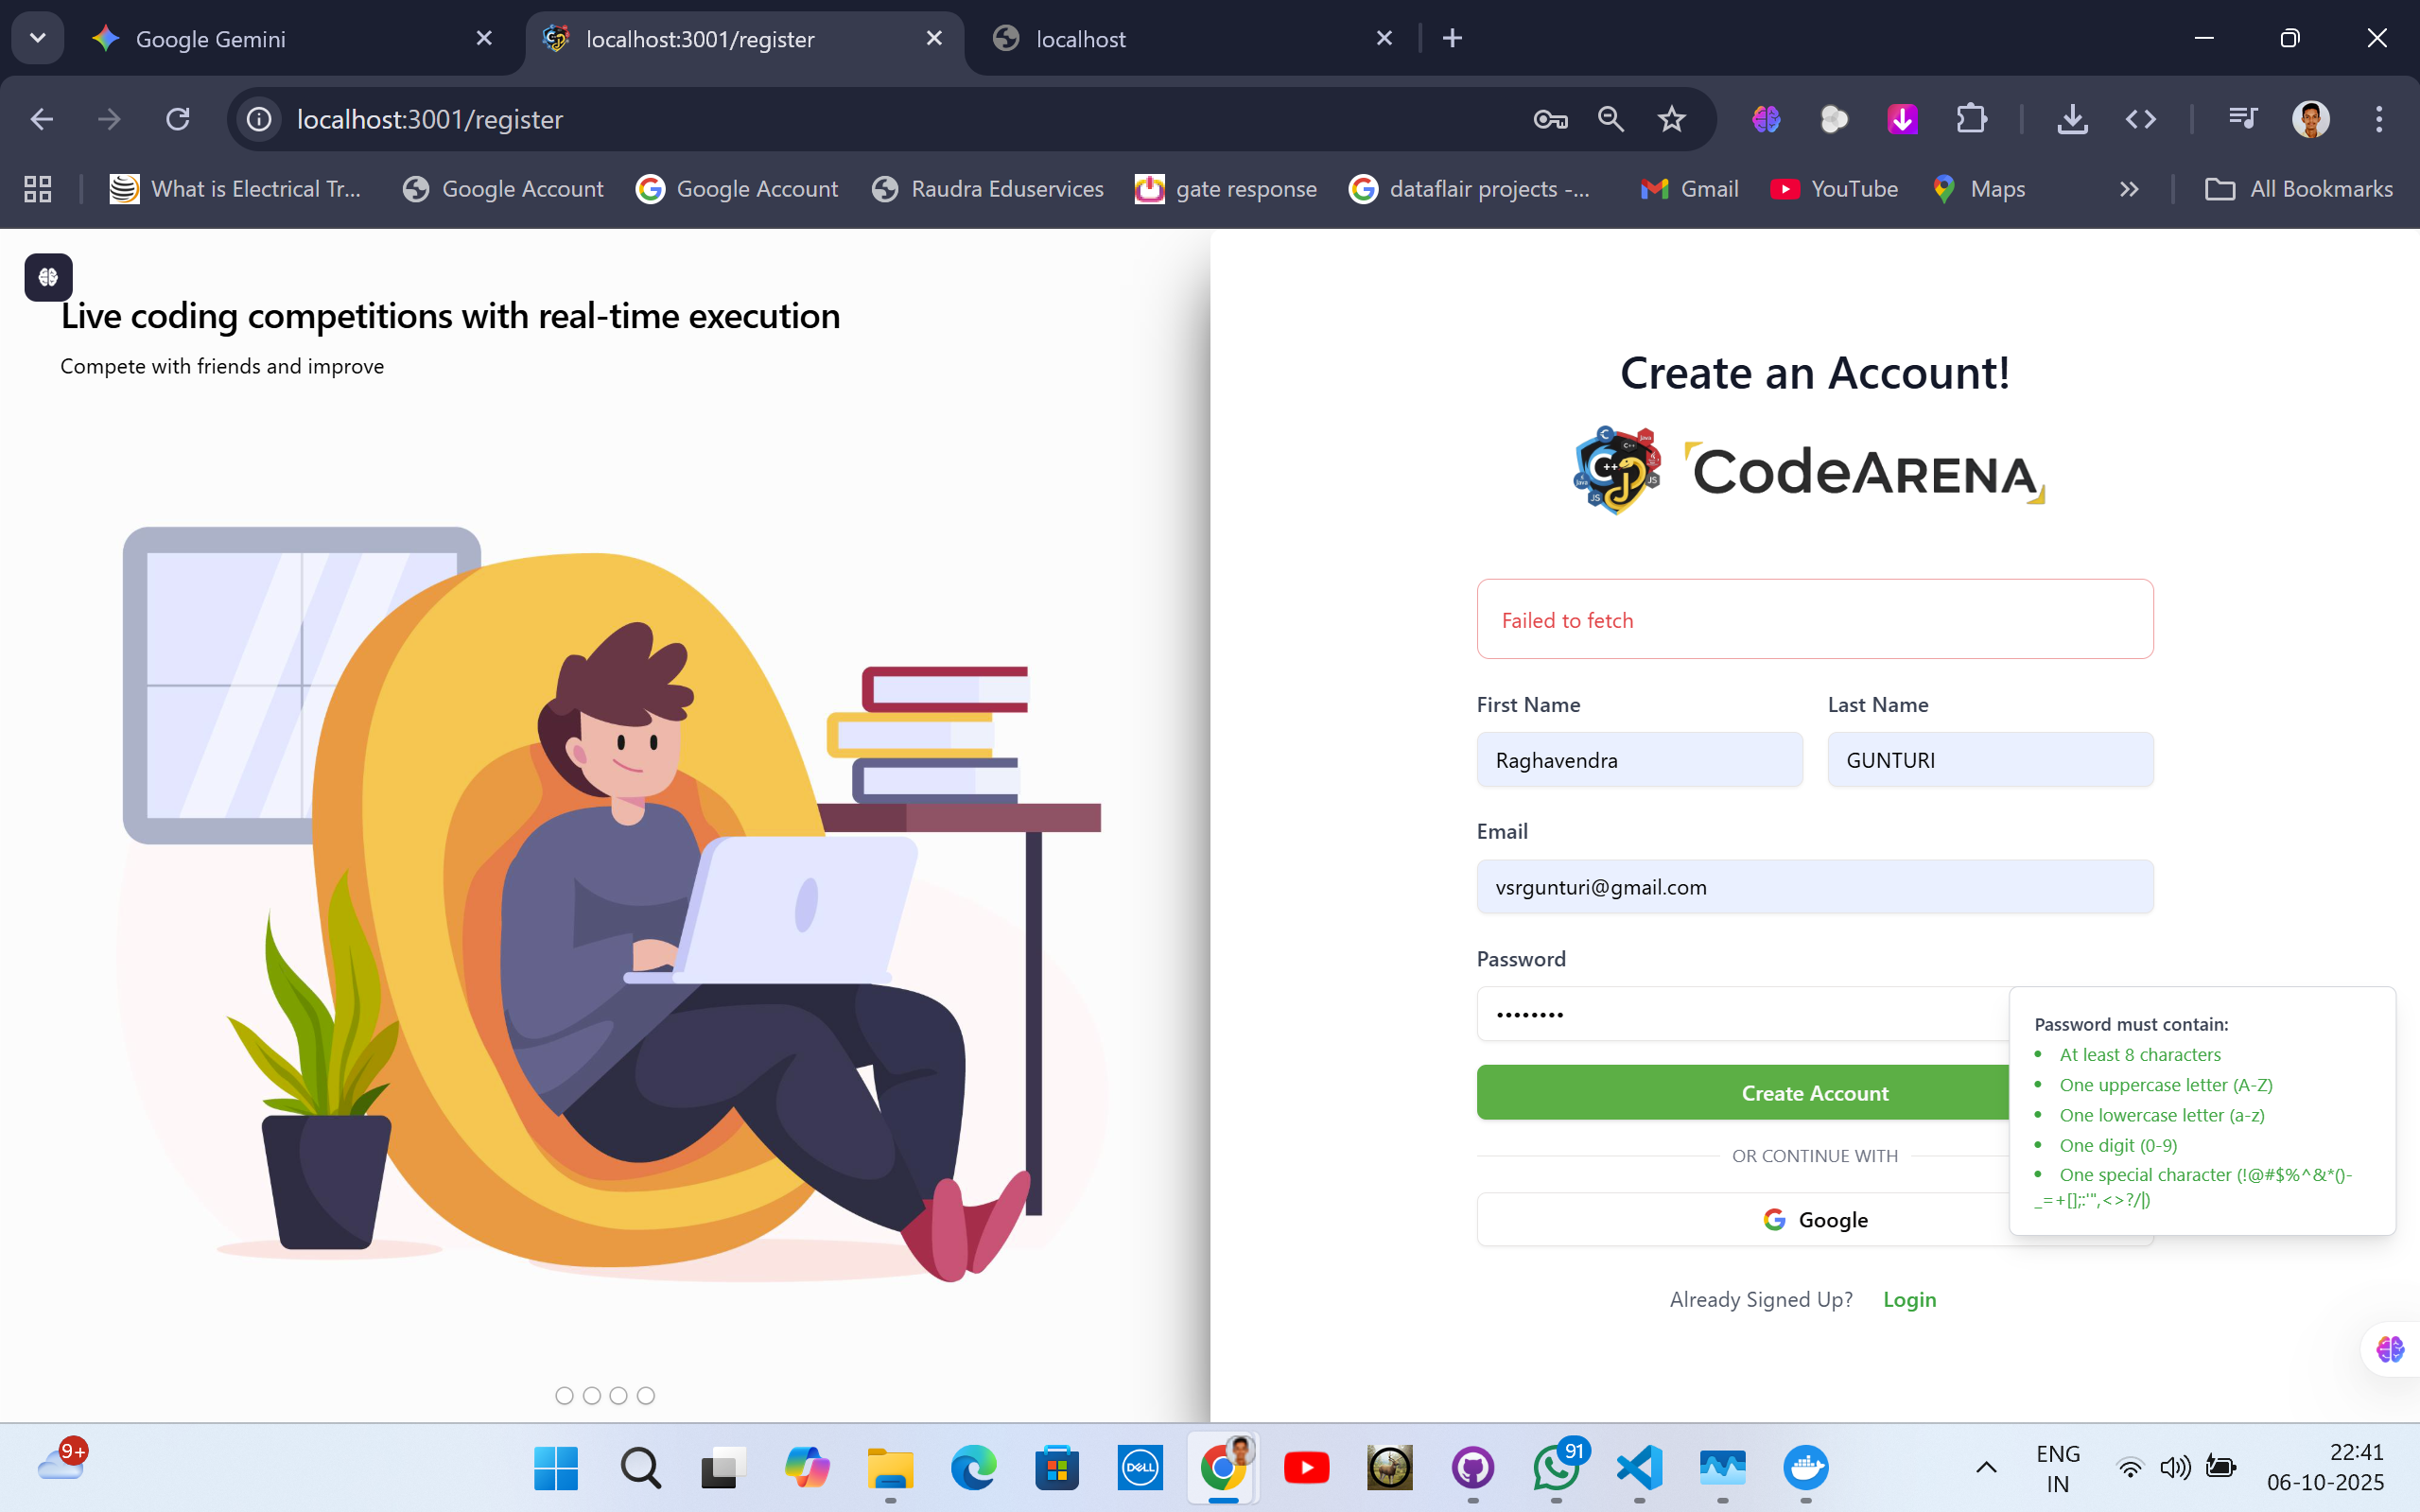 Google Gemini
localhost:3001/register
localhost
localhost:3001/register
What is Electrical Tr...
Google Account
Google Account
Raudra Eduservices
gate response
dataflair projects -...
Gmail
YouTube
Maps
All Bookmarks
Live coding competitions with real-time execution
Compete with friends and improve
Create an Account!
CodeARENA
Failed to fetch
First Name
Last Name
Raghavendra
GUNTURI
Email
vsrgunturi@gmail.com
Password
••••••••
Password must contain:
• At least 8 characters
• One uppercase letter (A-Z)
• One lowercase letter (a-z)
• One digit (0-9)
• One special character (!@#$%^&*()-
_=+[];:'",<>?/|)
Create Account
OR CONTINUE WITH
Google
Already Signed Up? Login
9+
DELL
91
ENG
IN
22:41
06-10-2025